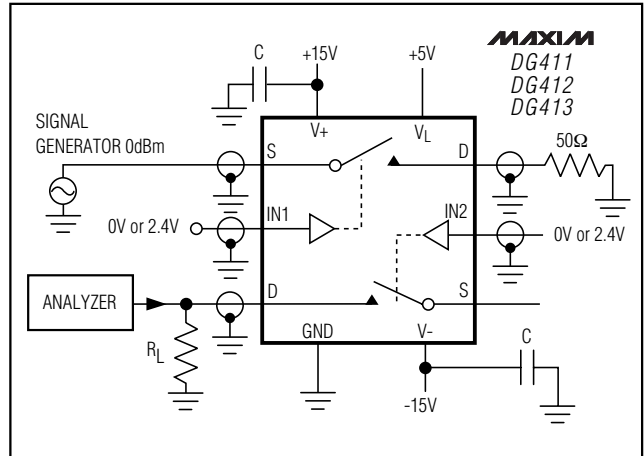 MAXIM
DG411
DG412
DG413
C
+15V
+5V
SIGNAL
GENERATOR 0dBm
V+
VL
S
D
50Ω
IN1
IN2
0V or 2.4V
0V or 2.4V
ANALYZER
D
S
RL
GND
V-
C
-15V